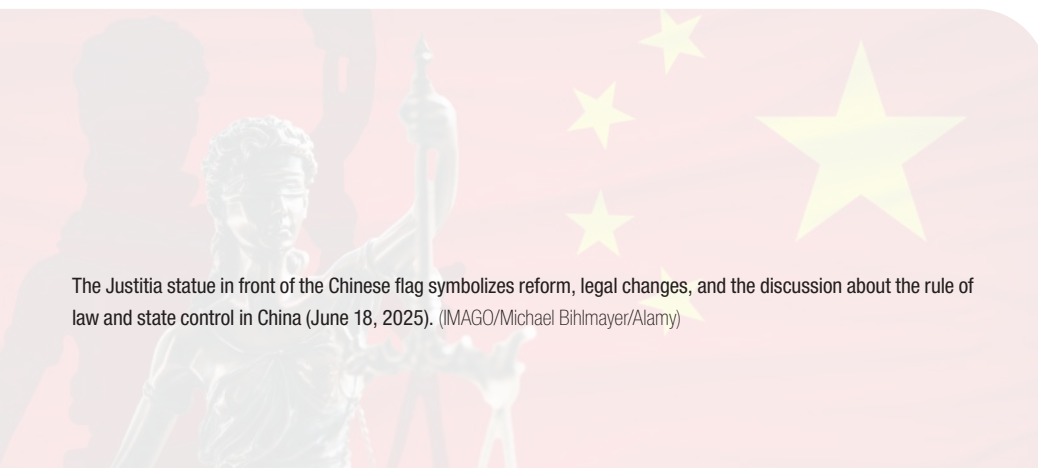 The Justitia statue in front of the Chinese flag symbolizes reform, legal changes, and the discussion about the rule of
law and state control in China (June 18, 2025). (IMAGO/Michael Bihlmayer/Alamy)